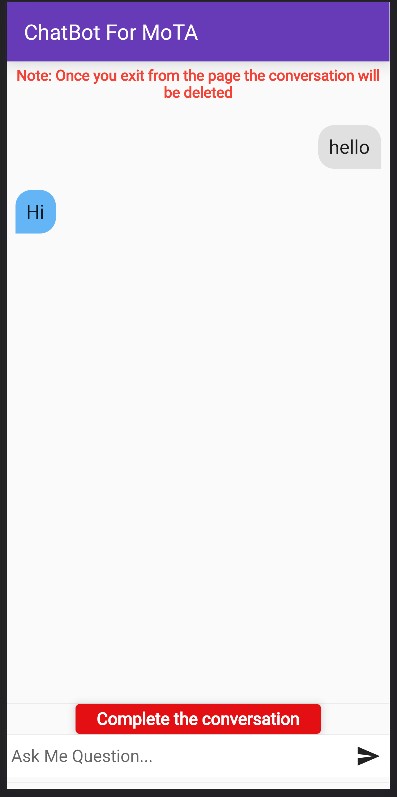 ChatBot For MoTA
Note: Once you exit from the page the conversation will
be deleted
hello
Hi
Complete the conversation
Ask Me Question...